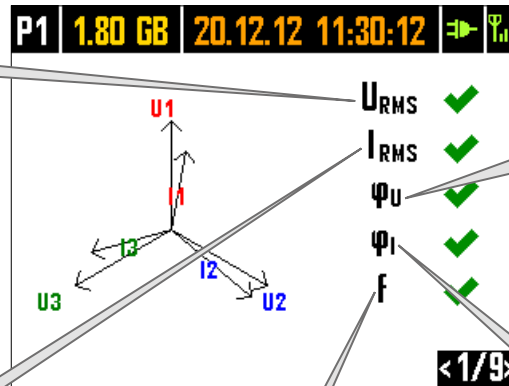 P1 1.80 GB 20.12.12 11:30:12
U1
URMS
I1
IRMS
φU
I3
I2
φI
U3
U2
f
<1/9>